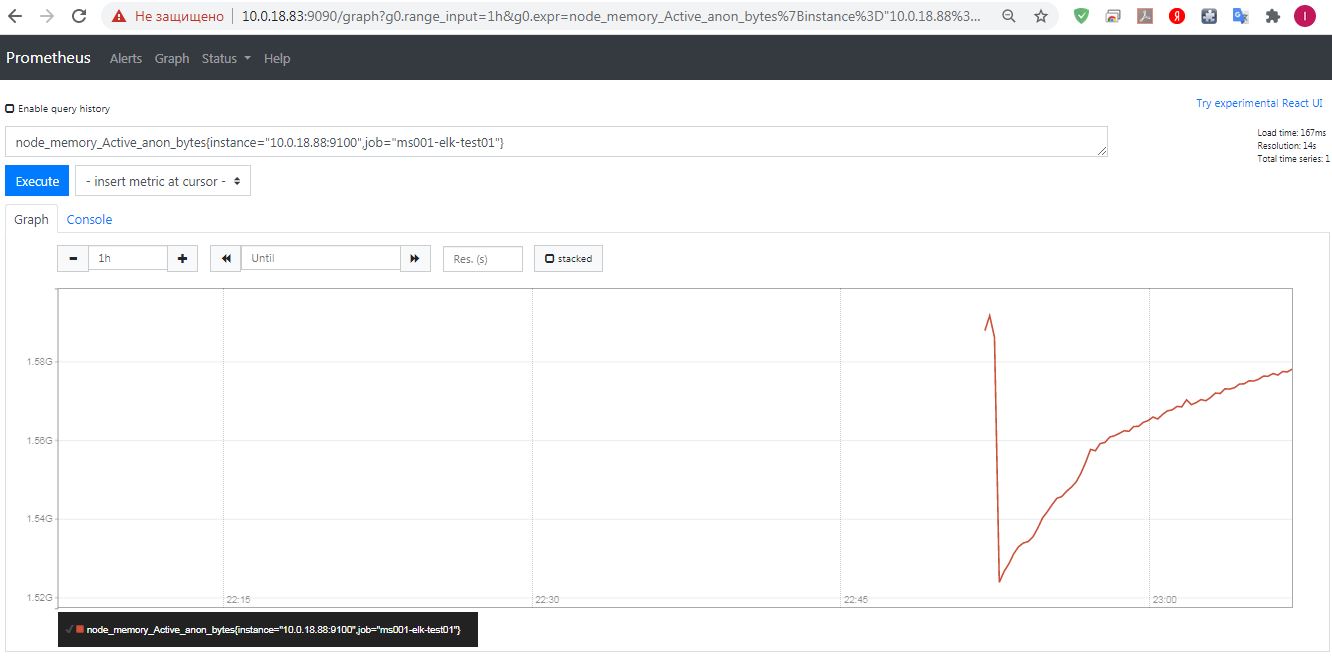 Не защищено 10.0.18.83:9090/graph?g0.range_input=1h&g0.expr=node_memory_Active_anon_bytes%7Binstance%3D"10.0.18.88%3...
Prometheus Alerts Graph Status Help
Enable query history
Try experimental React UI
node_memory_Active_anon_bytes{instance="10.0.18.88:9100",job="ms001-elk-test01"}
Load time: 167ms
Resolution: 14s
Total time series: 1
Execute - insert metric at cursor -
Graph Console
1h Until Res. (s) stacked
1.58G
1.56G
1.54G
1.52G
22:15 22:30 22:45 23:00
node_memory_Active_anon_bytes{instance="10.0.18.88:9100",job="ms001-elk-test01"}